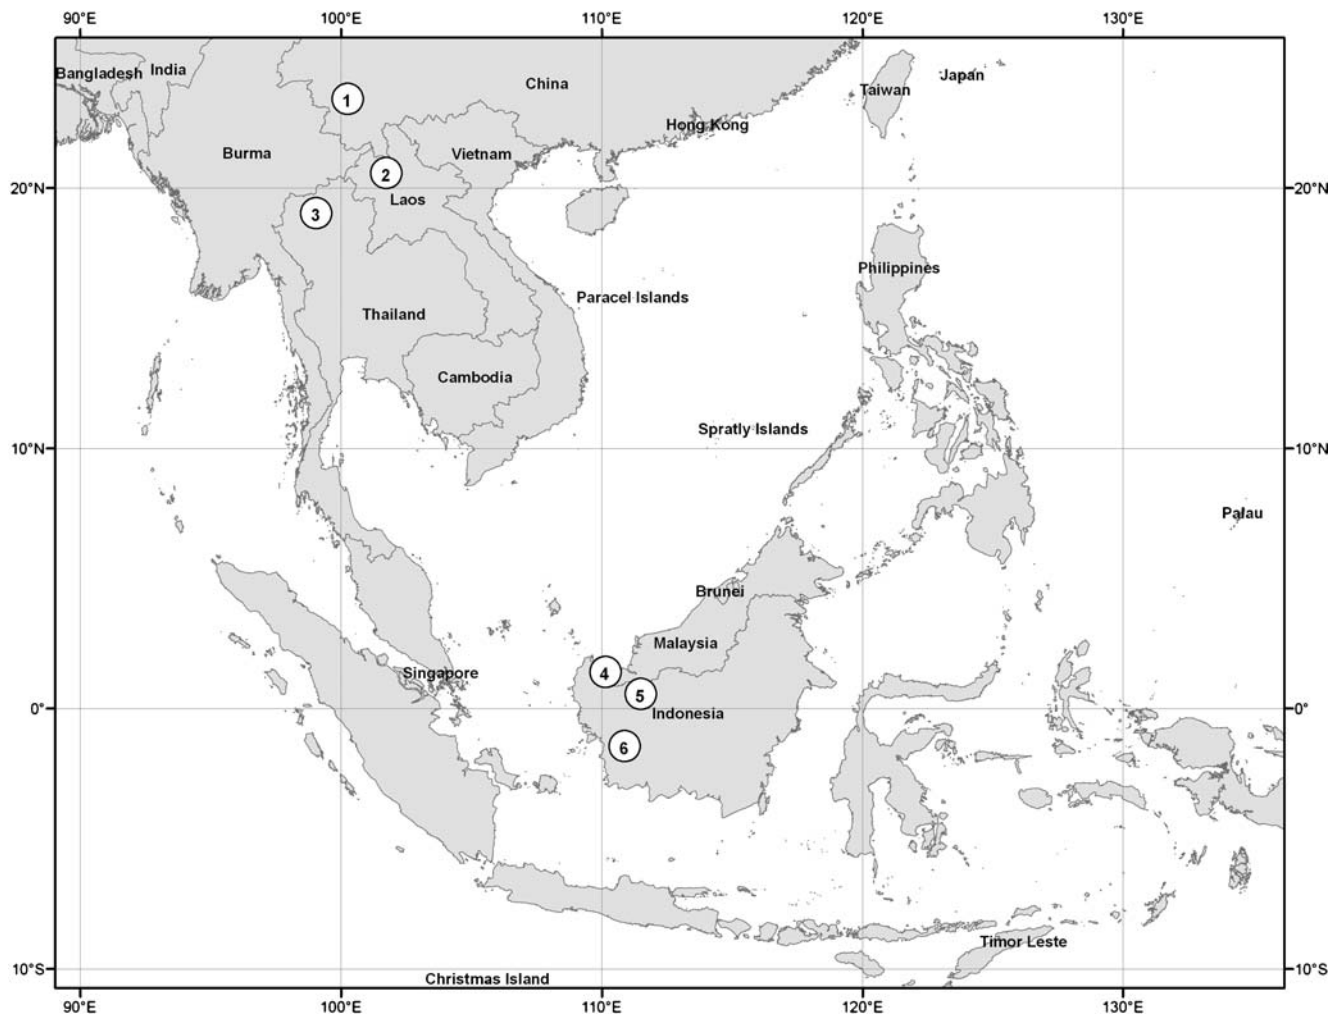 90°E 100°E 110°E 120°E 130°E
Bangladesh India China Taiwan Japan
1
Hong Kong
Burma Vietnam
2
20°N 20°N
Laos
3
Philippines
Paracel Islands
Thailand
Cambodia
Spratly Islands
10°N 10°N
Palau
Brunei
Malaysia
Singapore 4
5
0° Indonesia 0°
6
Timor Leste
10°S 10°S
Christmas Island
90°E 100°E 110°E 120°E 130°E